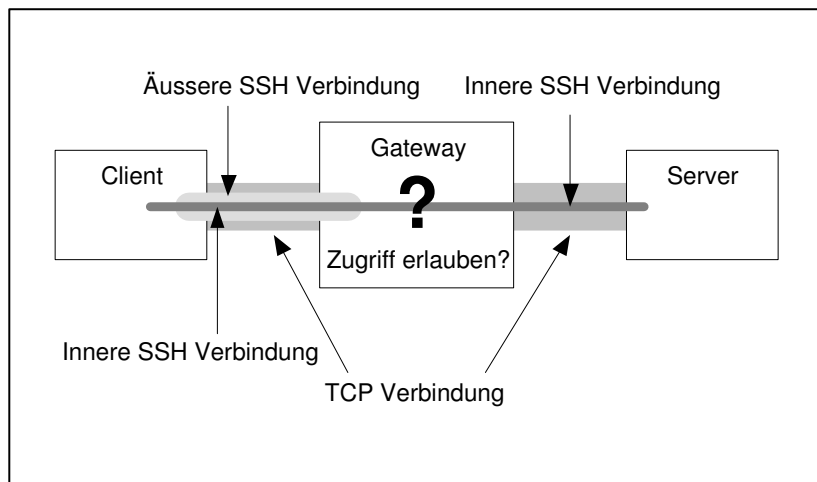 Äussere SSH Verbindung
Innere SSH Verbindung
Client
Gateway
Server
?
Zugriff erlauben?
Innere SSH Verbindung
TCP Verbindung